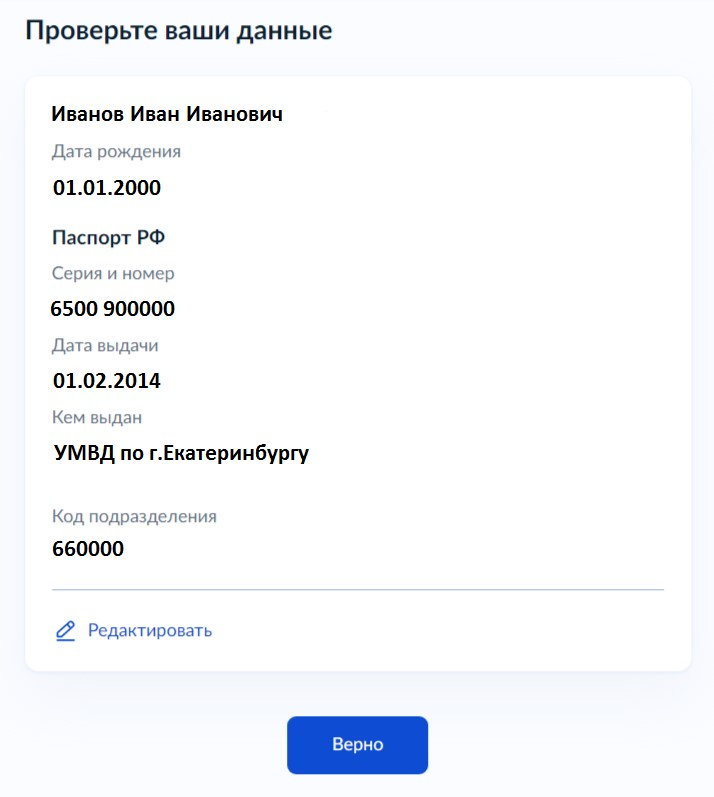 Проверьте ваши данные
Иванов Иван Иванович
Дата рождения
01.01.2000
Паспорт РФ
Серия и номер
6500 900000
Дата выдачи
01.02.2014
Кем выдан
УМВД по г.Екатеринбургу
Код подразделения
660000
Редактировать
Верно